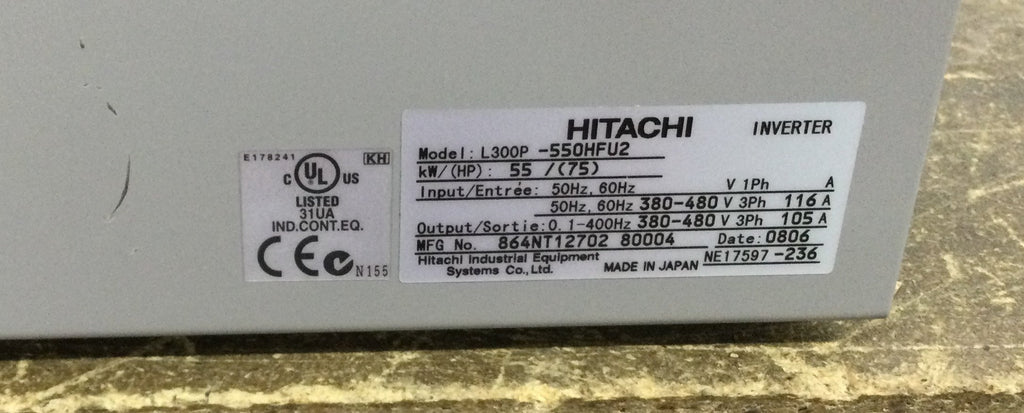 E178241 KH
C UL US
LISTED
31UA
IND.CONT.EQ.
CE N155
HITACHI INVERTER
Model: L300P -550HFU2
kW/(HP): 55 /(75)
Input/Entrée: 50Hz, 60Hz V 1Ph A
50Hz, 60Hz 380-480 V 3Ph 116 A
Output/Sortie:0.1-400Hz 380-480 V 3Ph 105 A
MFG No. 864NT12702 80004 Date: 0806
Hitachi Industrial Equipment
Systems Co., Ltd. MADE IN JAPAN NE17597 -236